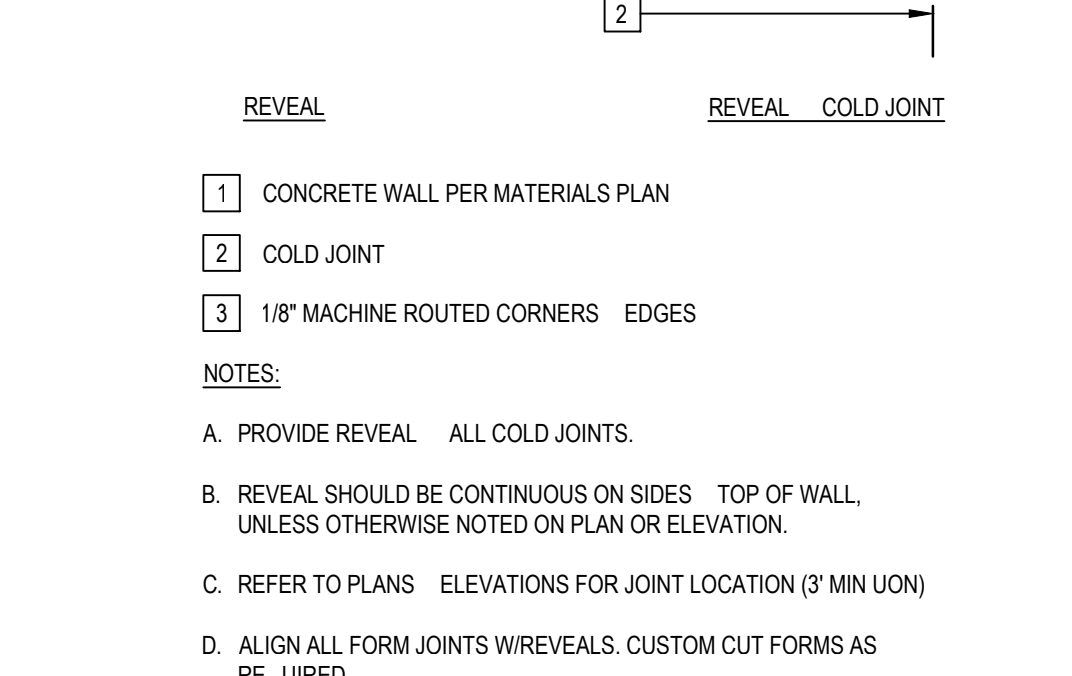 2
REVEAL
REVEAL COLD JOINT
1 CONCRETE WALL PER MATERIALS PLAN
2 COLD JOINT
3 1/8" MACHINE ROUTED CORNERS EDGES
NOTES:
A. PROVIDE REVEAL ALL COLD JOINTS.
B. REVEAL SHOULD BE CONTINUOUS ON SIDES TOP OF WALL,
UNLESS OTHERWISE NOTED ON PLAN OR ELEVATION.
C. REFER TO PLANS ELEVATIONS FOR JOINT LOCATION (3' MIN UON)
D. ALIGN ALL FORM JOINTS W/REVEALS. CUSTOM CUT FORMS AS
RE UIRED